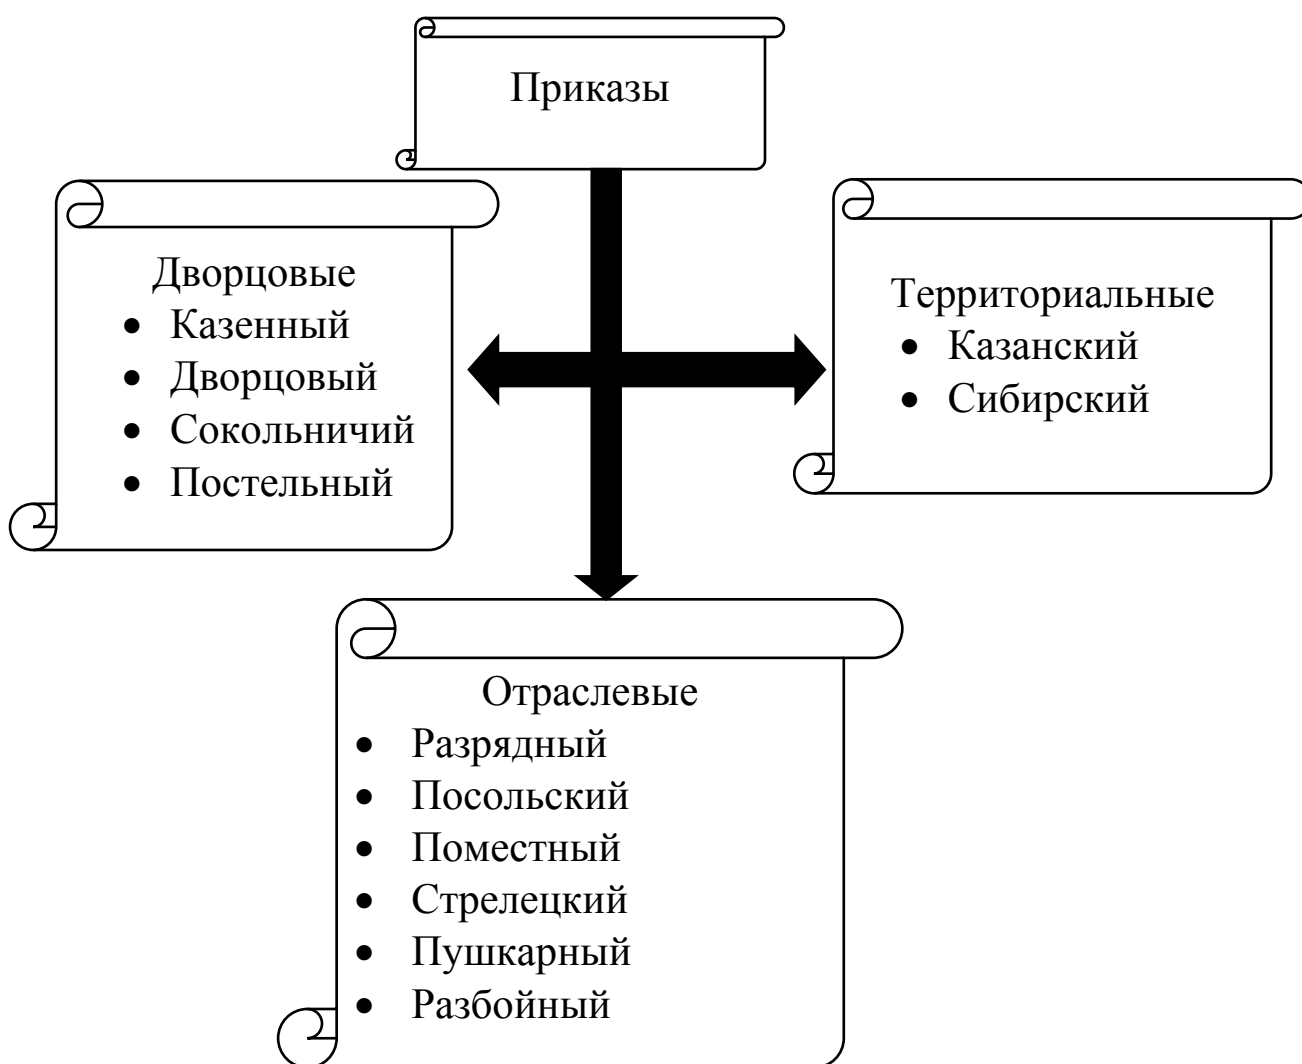 Приказы
Дворцовые
• Казенный
• Дворцовый
• Сокольничий
• Постельный
Территориальные
• Казанский
• Сибирский
Отраслевые
• Разрядный
• Посольский
• Поместный
• Стрелецкий
• Пушкарный
• Разбойный